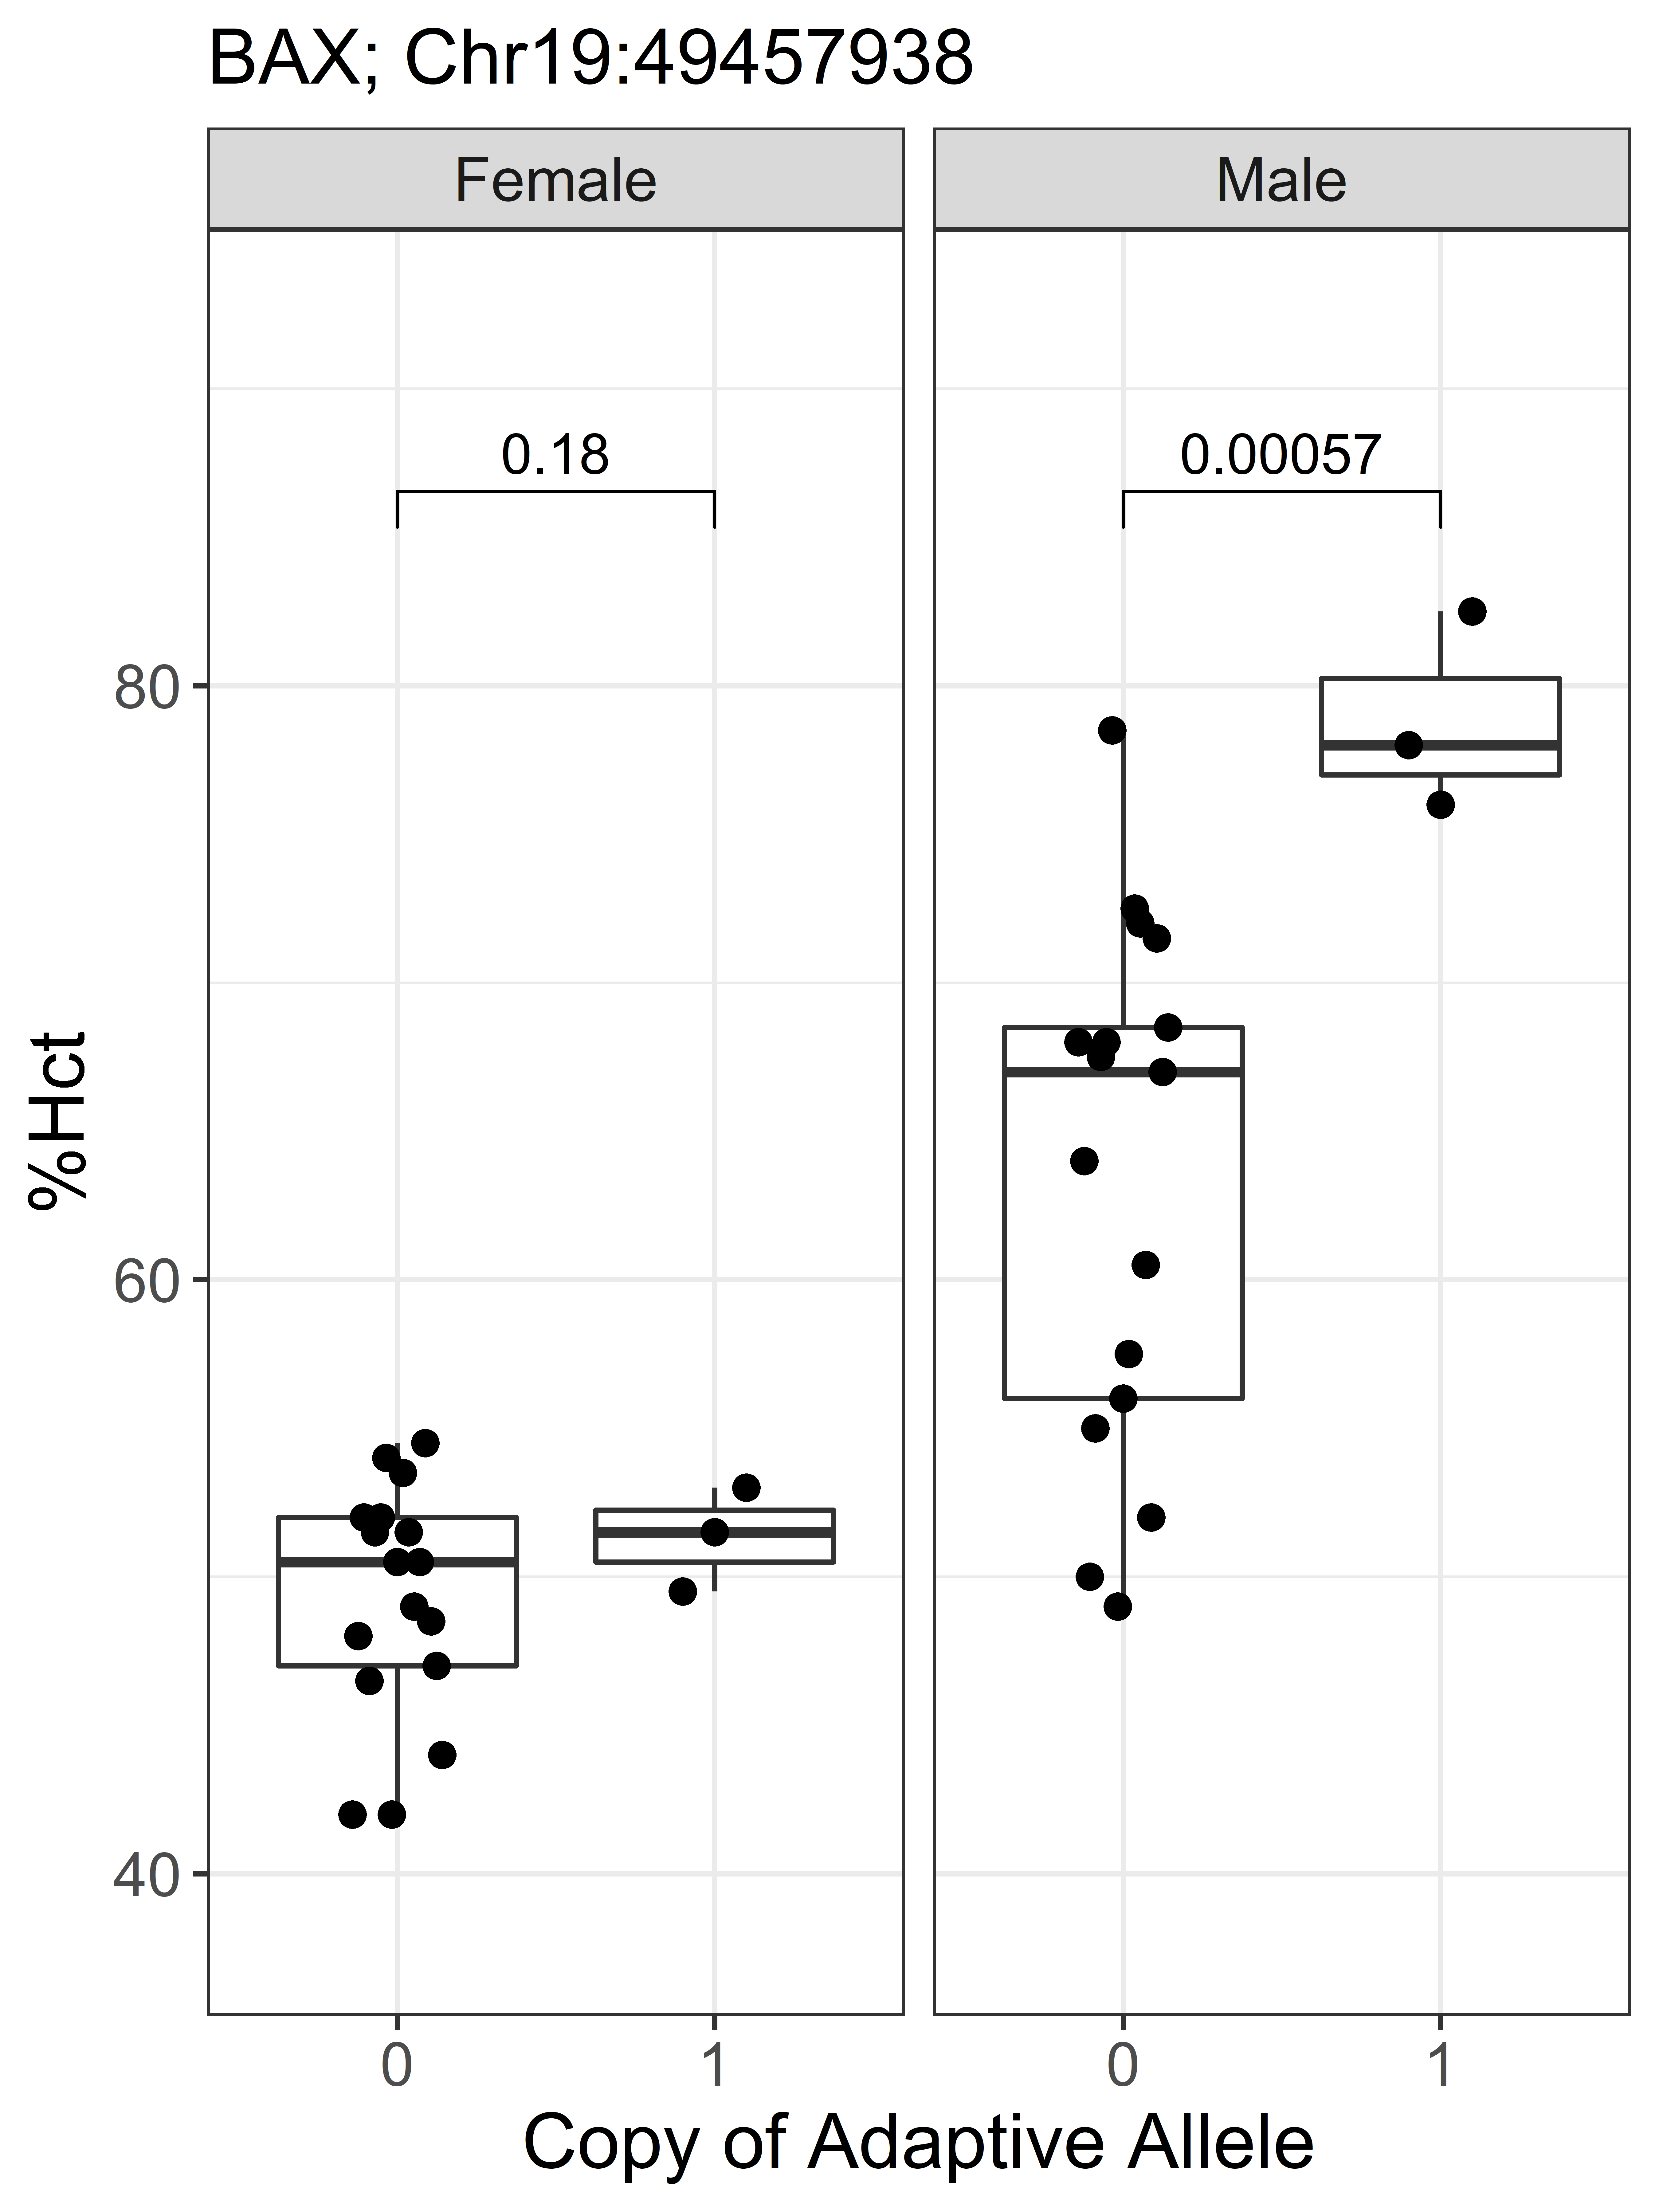 BAX; Chr19:49457938
Female
Male
0.18
0.00057
80
60
40
%Hct
0
1
0
1
Copy of Adaptive Allele